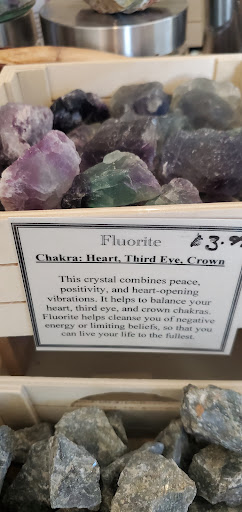 Fluorite
Chakra: Heart, Third Eye, Crown
This crystal combines peace,
positivity, and heart-opening
vibrations. It helps to balance your
heart, third eye, and crown chakras.
Fluorite helps cleanse you of negative
energy or limiting beliefs, so that you
can live your life to the fullest.